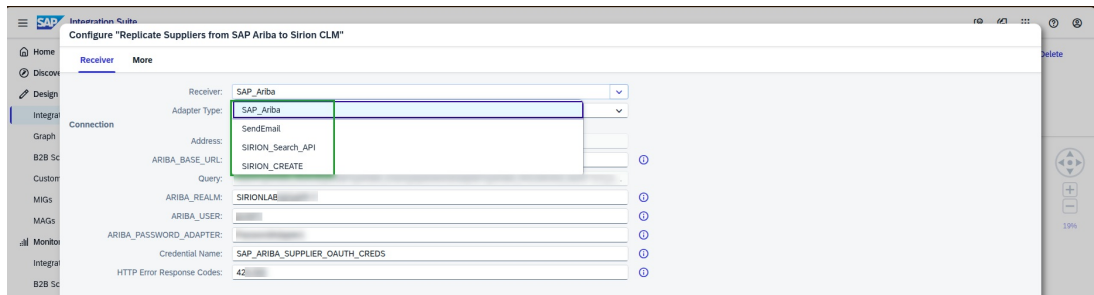 SAP Integration Suite
Configure "Replicate Suppliers from SAP Ariba to Sirion CLM"
Home
Receiver More
Delete
Discove
Design
Receiver: SAP_Ariba
Integrat
Adapter Type:
SAP_Ariba
Connection
SendEmail
Graph
Address:
SIRION_Search_API
B2B Sc
ARIBA_BASE_URL:
SIRION_CREATE
Custom
Query:
MIGs
ARIBA_REALM: SIRIONLAB
MAGs
ARIBA_USER:
19%
Monitor
ARIBA_PASSWORD_ADAPTER:
Integrat
Credential Name: SAP_ARIBA_SUPPLIER_OAUTH_CREDS
B2B Sc
HTTP Error Response Codes: 42